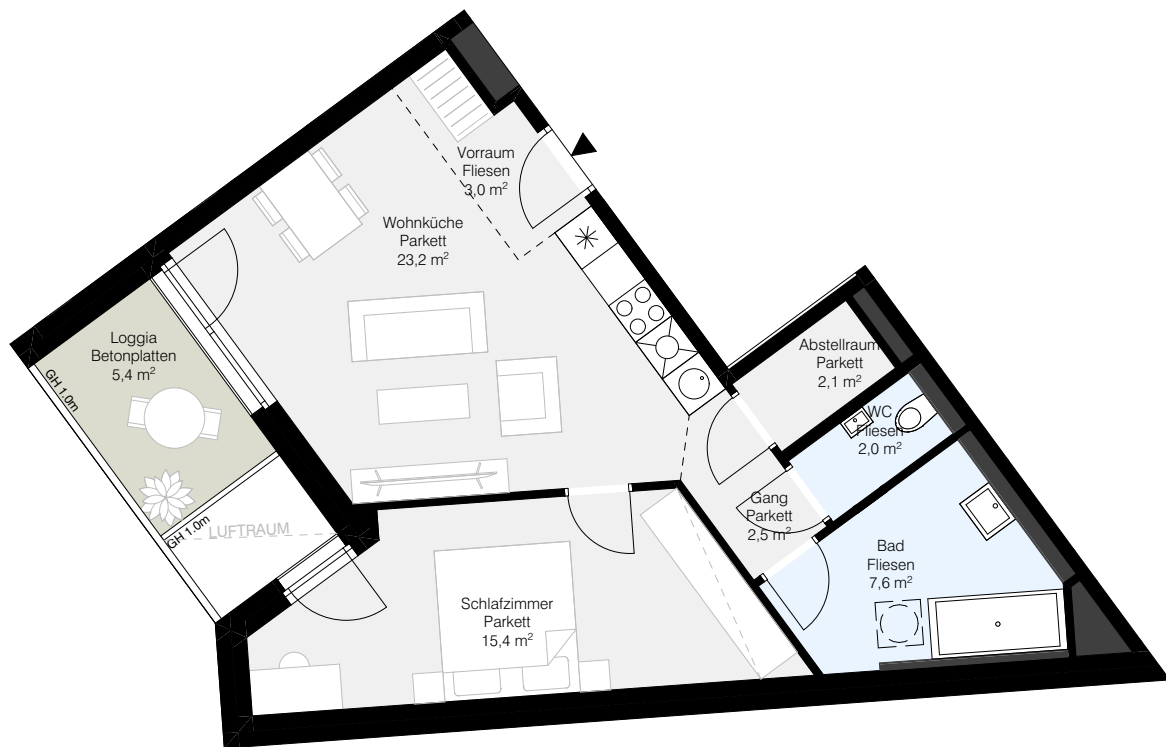 Vorraum
Fliesen
3,0 m²
Wohnküche
Parkett
23,2 m²
Loggia
Betonplatten
5,4 m²
GH 1.0m
Abstellraum
Parkett
2,1 m²
WC
Fliesen
2,0 m²
Gang
Parkett
2,5 m²
GH 1.0m
LUFTRAUM
Bad
Fliesen
7,6 m²
Schlafzimmer
Parkett
15,4 m²